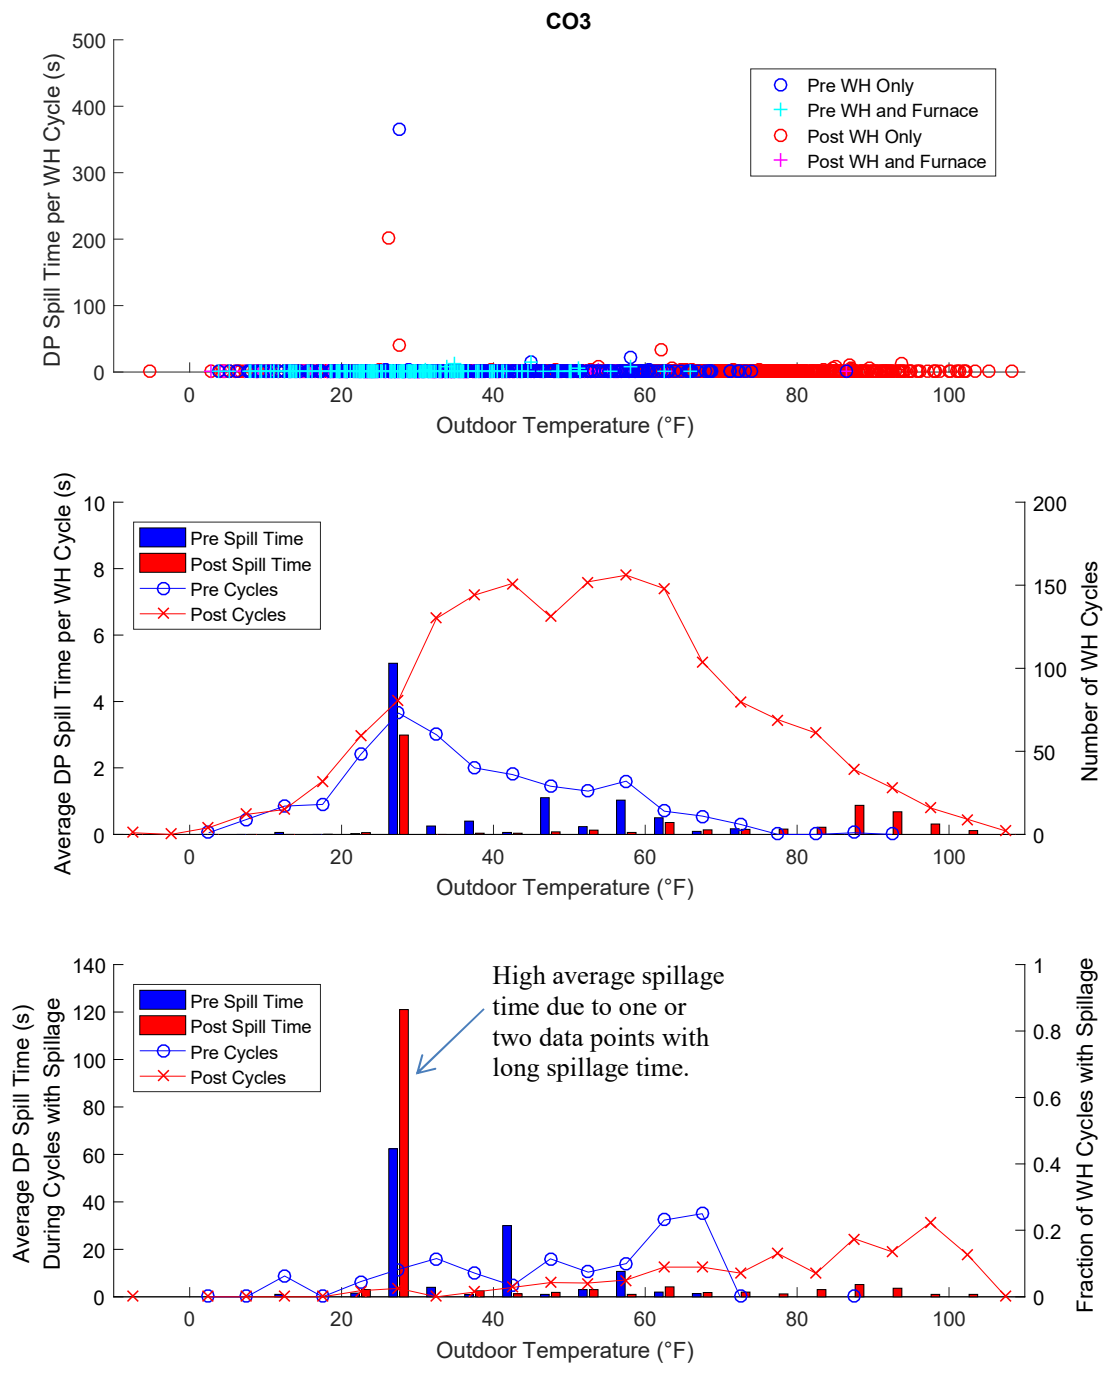 CO3
500
400
300
200
100
0
DP Spill Time per WH Cycle (s)
Pre WH Only
Pre WH and Furnace
Post WH Only
Post WH and Furnace
0 20 40 60 80 100
Outdoor Temperature (°F)
10
8
6
4
2
0
Average DP Spill Time per WH Cycle (s)
Pre Spill Time
Post Spill Time
Pre Cycles
Post Cycles
200
150
100
50
0
Number of WH Cycles
0 20 40 60 80 100
Outdoor Temperature (°F)
140
120
100
80
60
40
20
0
Average DP Spill Time (s)
During Cycles with Spillage
Pre Spill Time
Post Spill Time
Pre Cycles
Post Cycles
High average spillage
time due to one or
two data points with
long spillage time.
1
0.8
0.6
0.4
0.2
0
Fraction of WH Cycles with Spillage
0 20 40 60 80 100
Outdoor Temperature (°F)